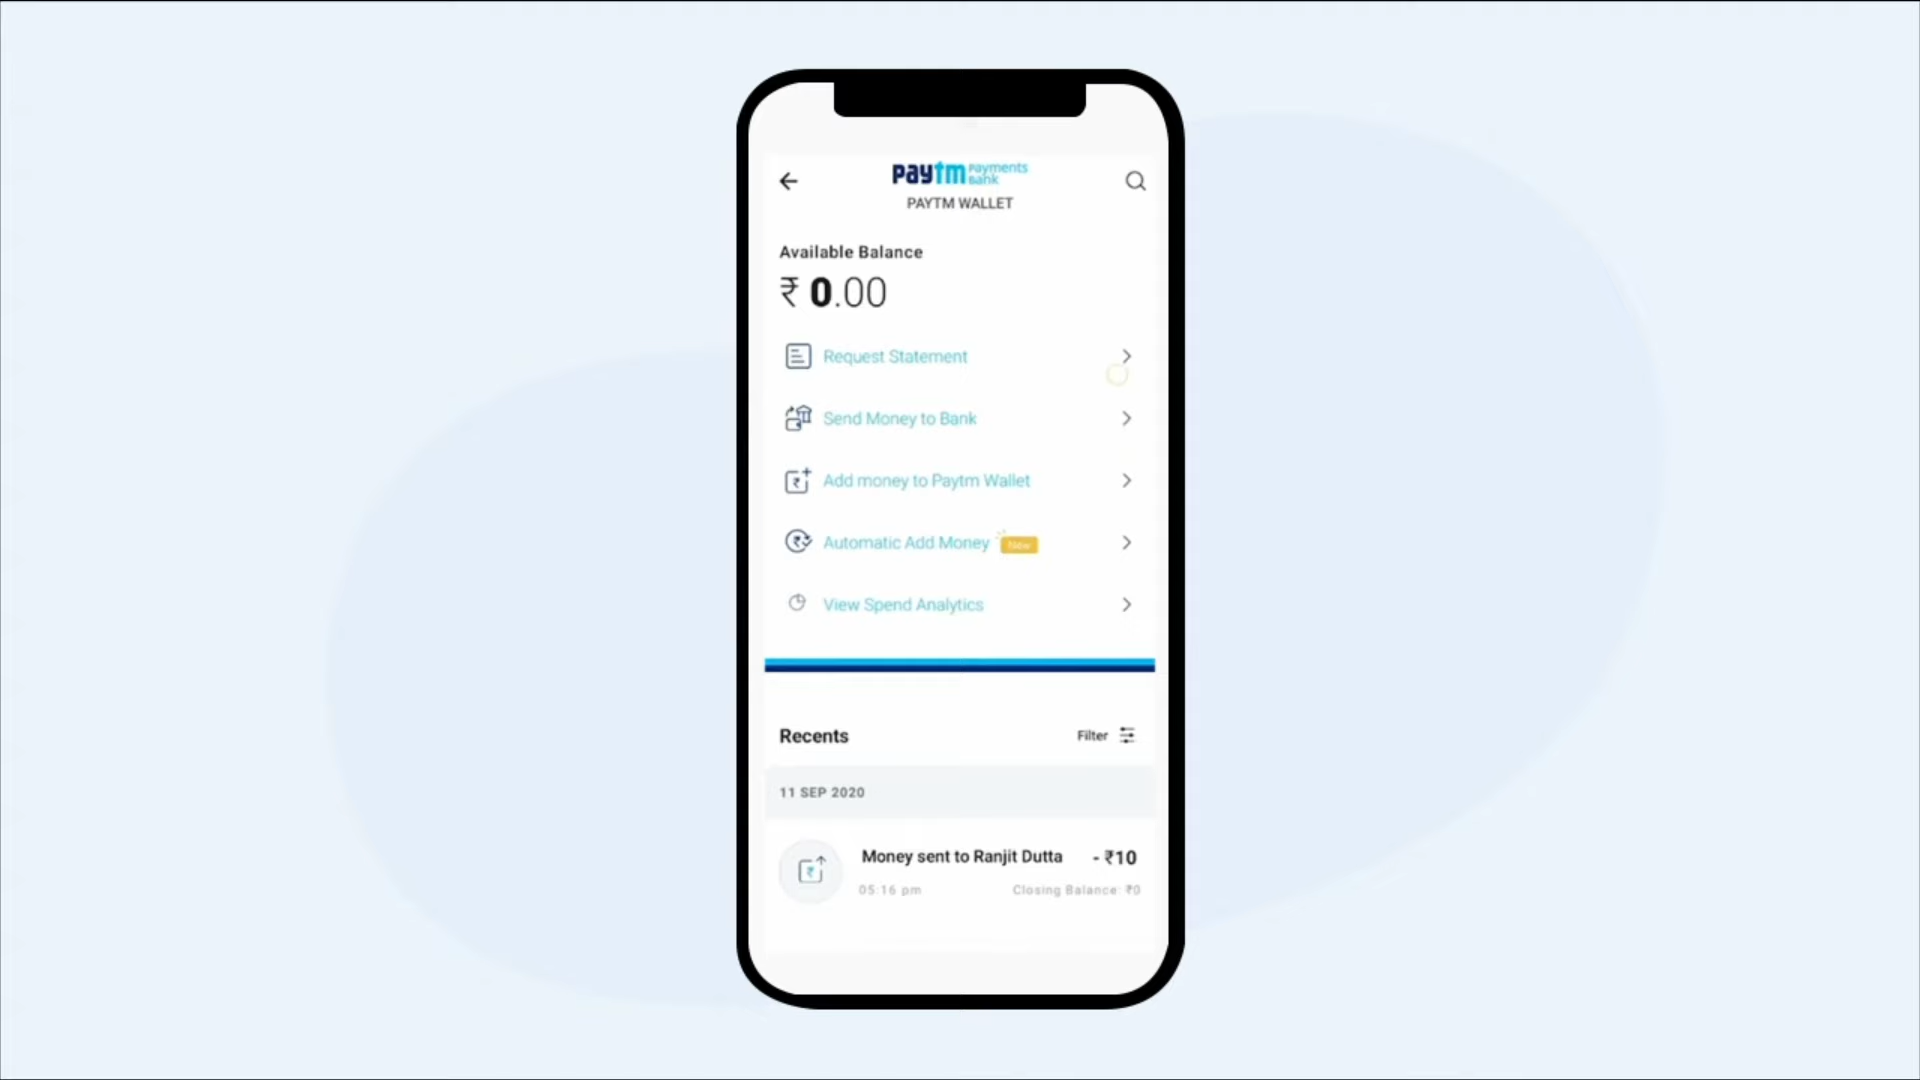 paytm Payments Bank
PAYTM WALLET
Available Balance
₹ 0.00
Request Statement
Send Money to Bank
Add money to Paytm Wallet
Automatic Add Money New
View Spend Analytics
Recents
Filter
11 SEP 2020
Money sent to Ranjit Dutta - ₹10
05:16 pm Closing Balance: ₹0